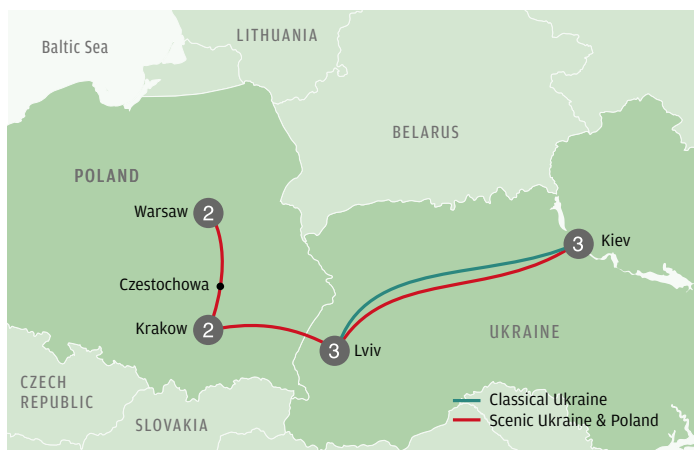 Baltic Sea
LITHUANIA
BELARUS
POLAND
Warsaw
2
3
Kiev
Czestochowa
Krakow
2
3
Lviv
UKRAINE
CZECH
REPUBLIC
SLOVAKIA
Classical Ukraine
Scenic Ukraine & Poland